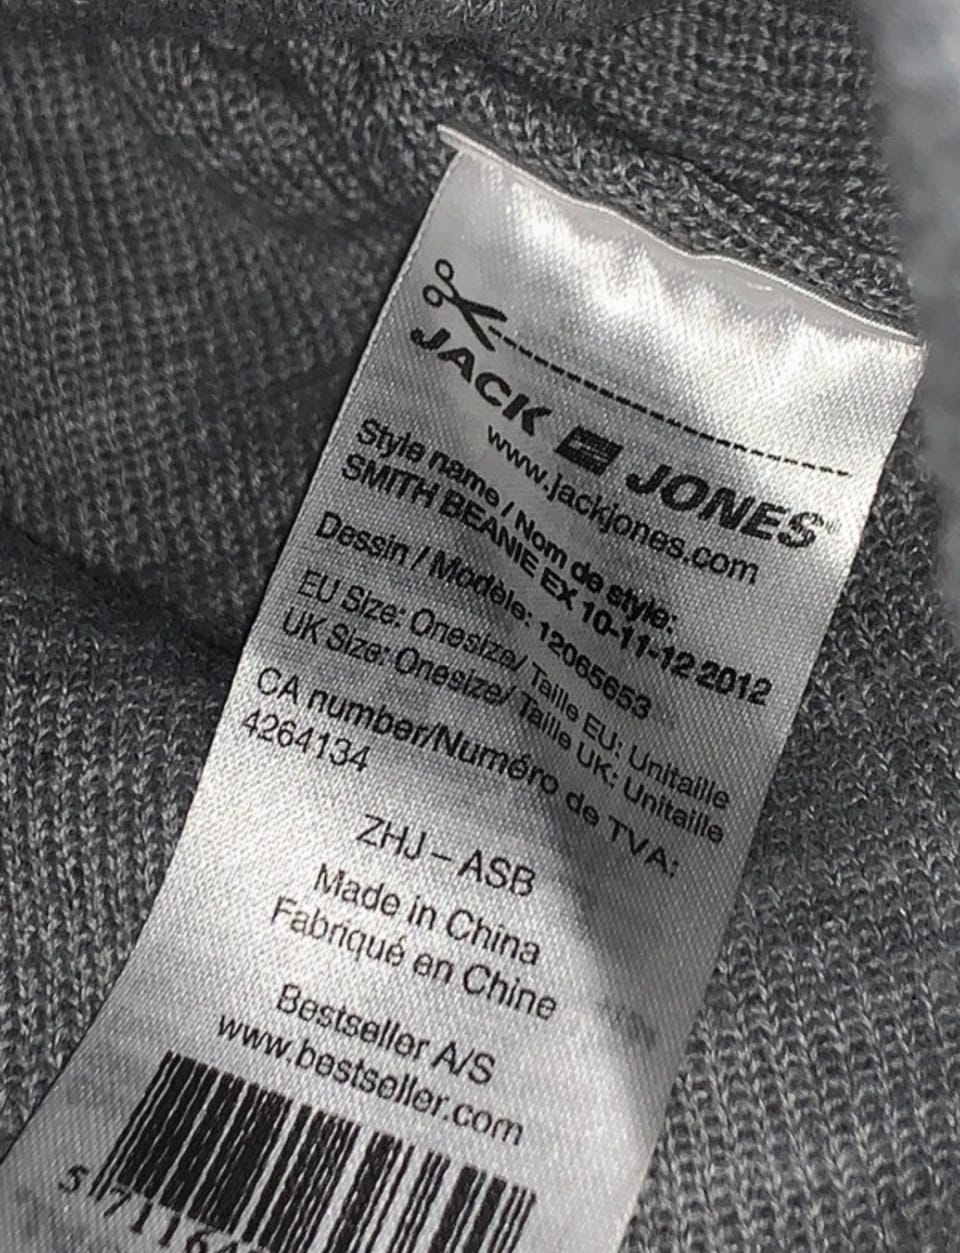 JACK JONES®
www.jackjones.com
Style name / Nom de style:
SMITH BEANIE EX 10-11-12 2012
Dessin / Modèle: 12065653
EU Size: Onesize/ Taille EU: Unitaille
UK Size: Onesize/ Taille UK: Unitaille
CA number/Numéro de TVA:
4264134
ZHJ – ASB
Made in China
Fabriqué en Chine
Bestseller A/S
www.bestseller.com